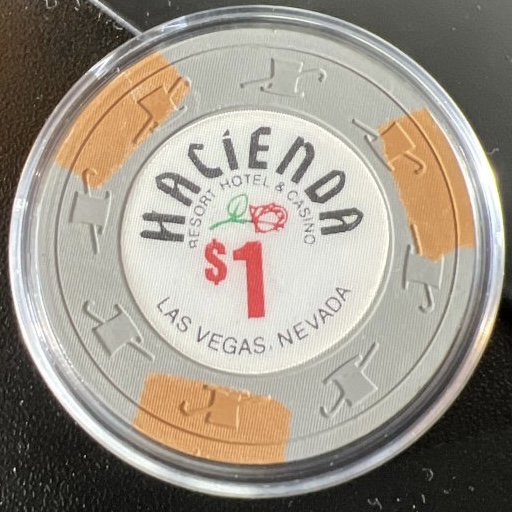 HACiENDA
RESORT HOTEL & CASINO
$1
LAS VEGAS, NEVADA